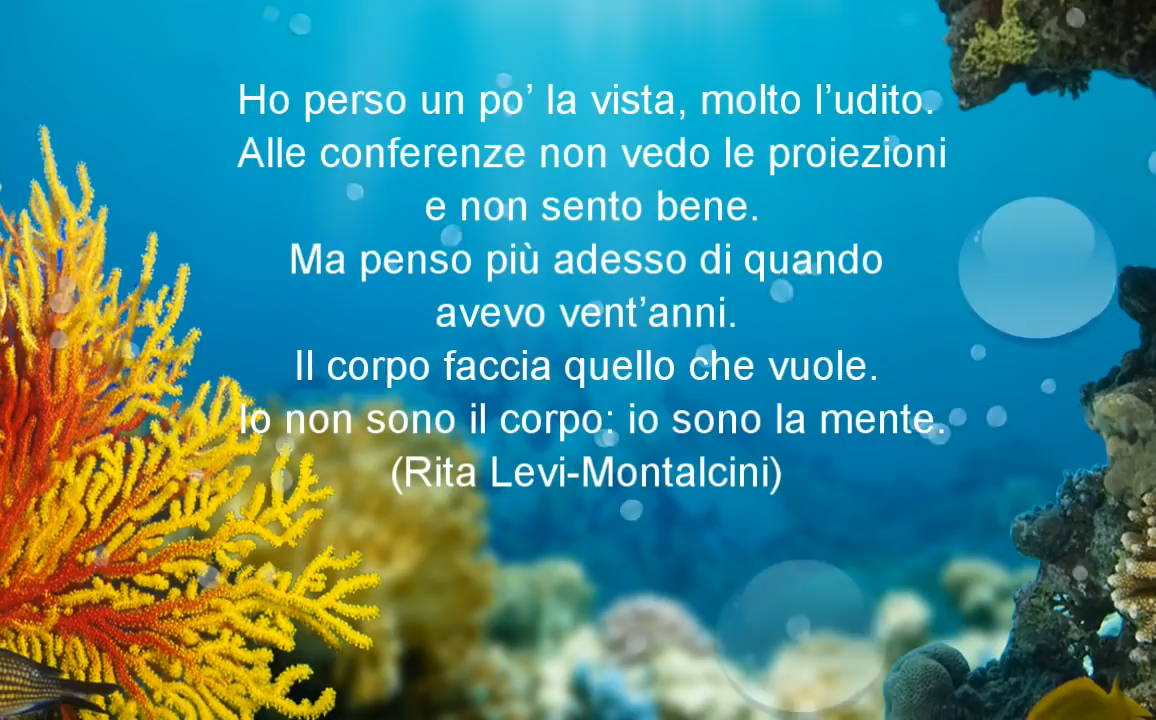 Ho perso un po’ la vista, molto l’udito.
Alle conferenze non vedo le proiezioni
e non sento bene.
Ma penso più adesso di quando
avevo vent’anni.
Il corpo faccia quello che vuole.
Io non sono il corpo: io sono la mente.
(Rita Levi-Montalcini)